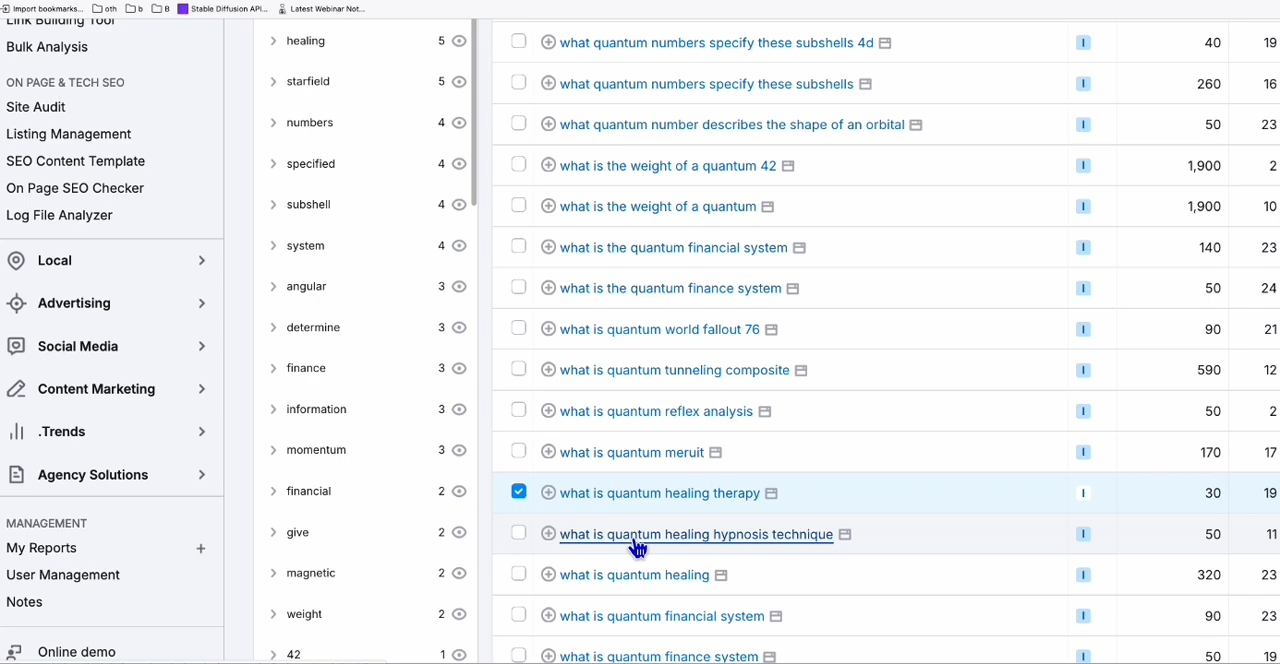 Import bookmarks...
oth
b
B
Stable Diffusion API...
Latest Webinar Not...
Link Building Tool
Bulk Analysis
ON PAGE & TECH SEO
Site Audit
Listing Management
SEO Content Template
On Page SEO Checker
Log File Analyzer
Local
Advertising
Social Media
Content Marketing
.Trends
Agency Solutions
MANAGEMENT
My Reports
User Management
Notes
Online demo
healing 5
starfield 5
numbers 4
specified 4
subshell 4
system 4
angular 3
determine 3
finance 3
information 3
momentum 3
financial 2
give 2
magnetic 2
weight 2
42 1
what quantum numbers specify these subshells 4d I 40 19
what quantum numbers specify these subshells I 260 16
what quantum number describes the shape of an orbital I 50 23
what is the weight of a quantum 42 I 1,900 2
what is the weight of a quantum I 1,900 10
what is the quantum financial system I 140 23
what is the quantum finance system I 50 24
what is quantum world fallout 76 I 90 21
what is quantum tunneling composite I 590 12
what is quantum reflex analysis I 50 2
what is quantum meruit I 170 17
what is quantum healing therapy I 30 19
what is quantum healing hypnosis technique I 50 11
what is quantum healing I 320 23
what is quantum financial system I 90 23
what is quantum finance system I 50 19